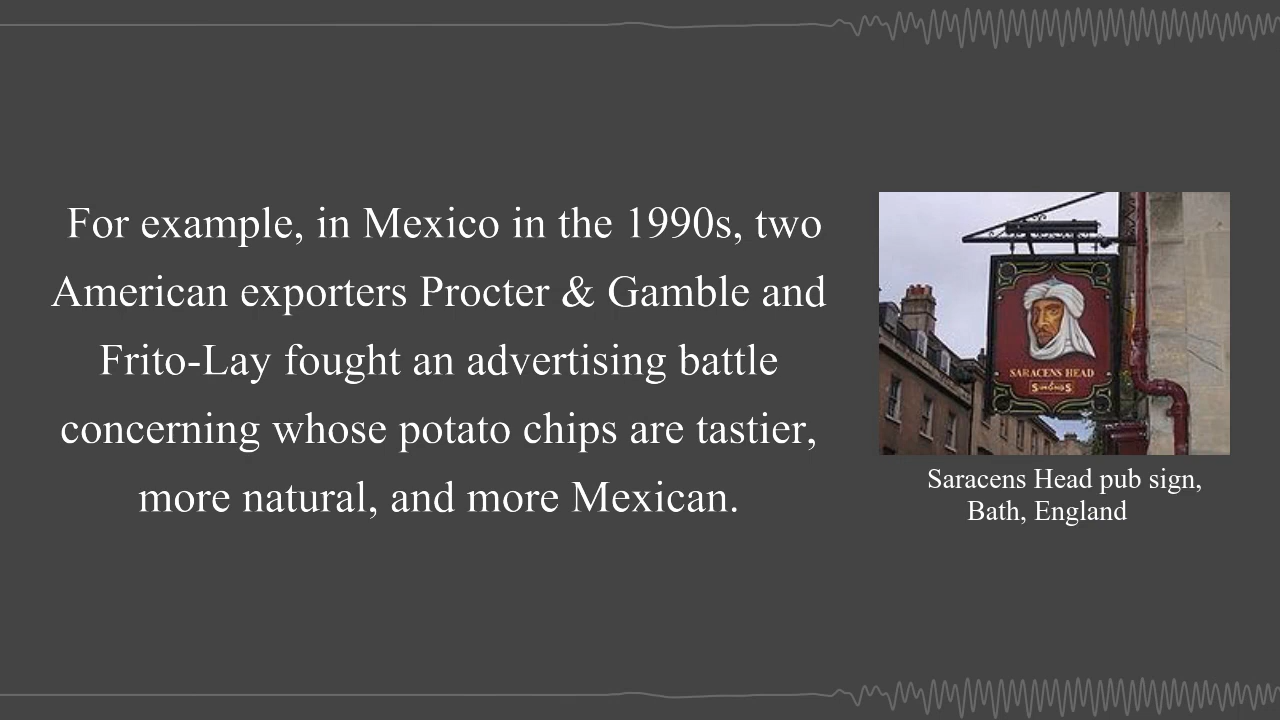 For example, in Mexico in the 1990s, two
American exporters Procter & Gamble and
Frito-Lay fought an advertising battle
concerning whose potato chips are tastier,
more natural, and more Mexican.
SARACENS HEAD
Saracens Head pub sign,
Bath, England